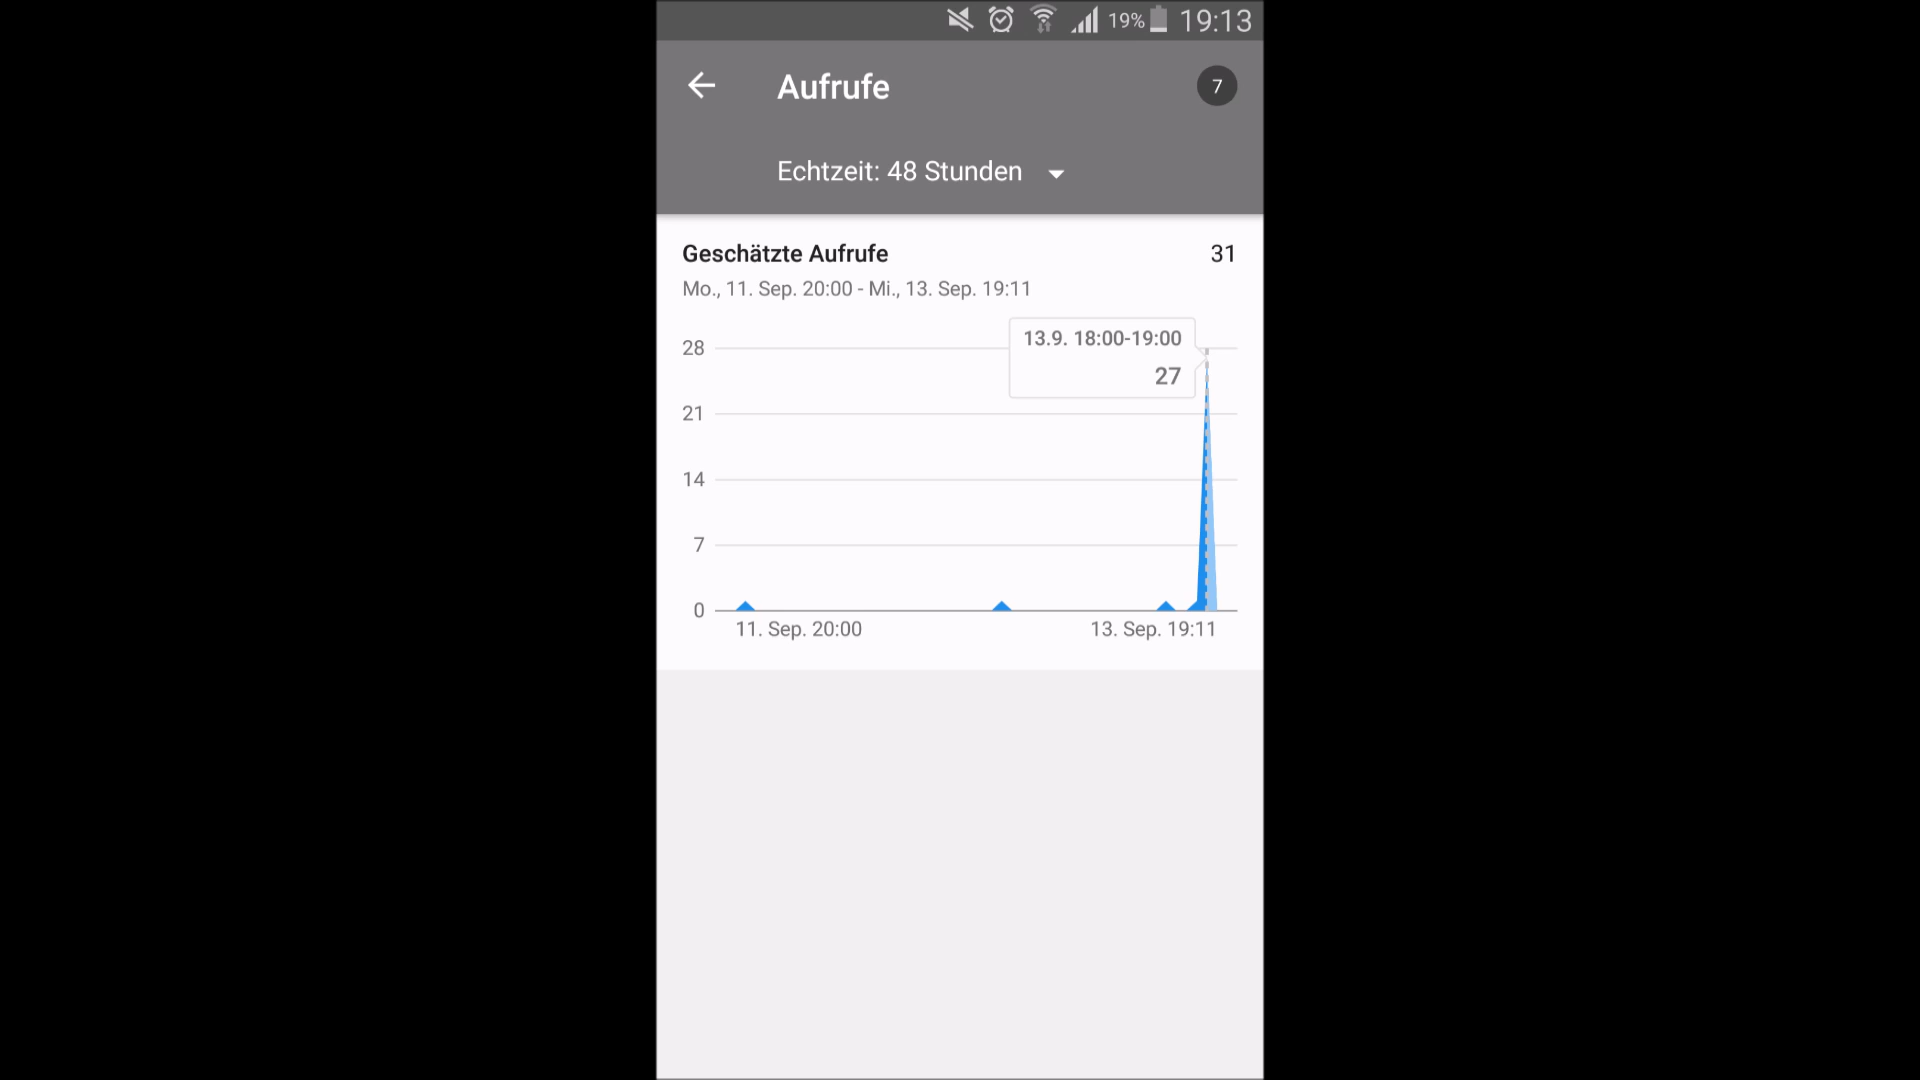 19% 19:13
Aufrufe 7
Echtzeit: 48 Stunden
Geschätzte Aufrufe 31
Mo., 11. Sep. 20:00 - Mi., 13. Sep. 19:11
13.9. 18:00-19:00
27
28
21
14
7
0
11. Sep. 20:00 13. Sep. 19:11